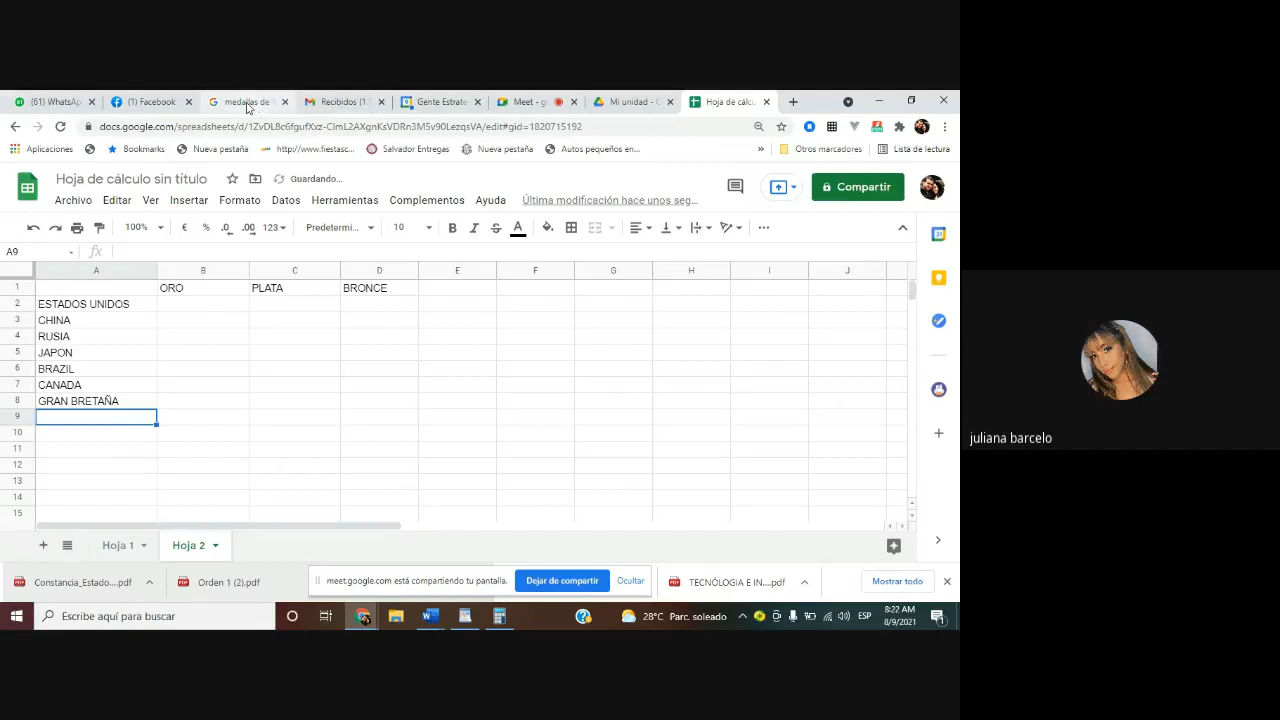 (61) WhatsAp
(1) Facebook
medallas de
Recibidos (1.
Gente Estrate
Meet - g
Mi unidad - C
Hoja de cálcu
docs.google.com/spreadsheets/d/1ZvDL8c6fgufXxz-ClmL2AXgnKsVDRn3M5v90LezqsVA/edit#gid=1820715192
Aplicaciones
Bookmarks
Nueva pestaña
http://www.fiestasc...
Salvador Entregas
Nueva pestaña
Autos pequeños en...
»
Otros marcadores
Lista de lectura
Hoja de cálculo sin título
Guardando...
Compartir
Archivo Editar Ver Insertar Formato Datos Herramientas Complementos Ayuda Última modificación hace unos seg...
100% € % .0 .00 123 Predetermi... 10 B I S A
A9 fx
A B C D E F G H I J
1 ORO PLATA BRONCE
2 ESTADOS UNIDOS
3 CHINA
4 RUSIA
5 JAPON
6 BRAZIL
7 CANADA
8 GRAN BRETAÑA
9
10
11
12
13
14
15
juliana barcelo
Hoja 1 Hoja 2
Constancia_Estado....pdf
Orden 1 (2).pdf
meet.google.com está compartiendo tu pantalla.
Dejar de compartir
Ocultar
TECNÓLOGIA E IN....pdf
Mostrar todo
Escribe aquí para buscar
28°C Parc. soleado
ESP
8:22 AM
8/9/2021